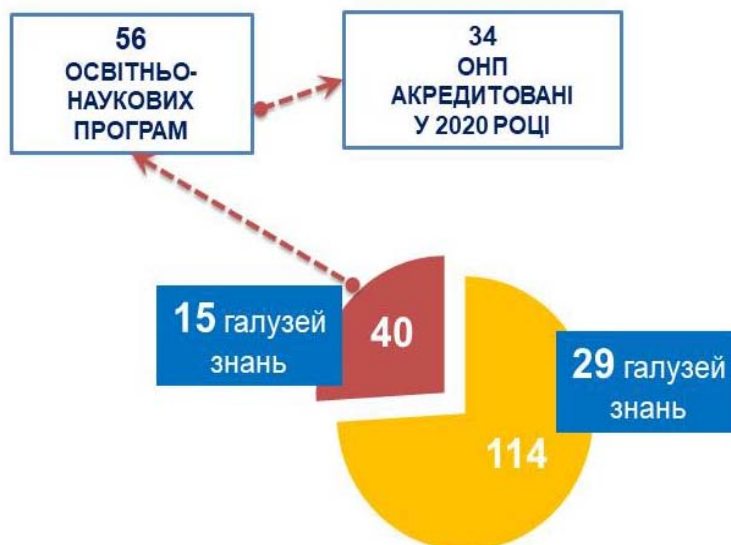 56
ОСВІТНЬО-
НАУКОВИХ
ПРОГРАМ
34
ОНП
АКРЕДИТОВАНІ
У 2020 РОЦІ
15 галузей
знань
40
29 галузей
знань
114